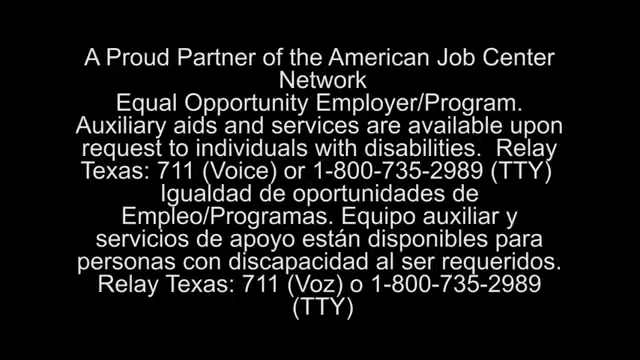 A Proud Partner of the American Job Center
Network
Equal Opportunity Employer/Program.
Auxiliary aids and services are available upon
request to individuals with disabilities.  Relay
Texas: 711 (Voice) or 1-800-735-2989 (TTY)
Igualdad de oportunidades de
Empleo/Programas. Equipo auxiliar y
servicios de apoyo están disponibles para
personas con discapacidad al ser requeridos.
Relay Texas: 711 (Voz) o 1-800-735-2989
(TTY)